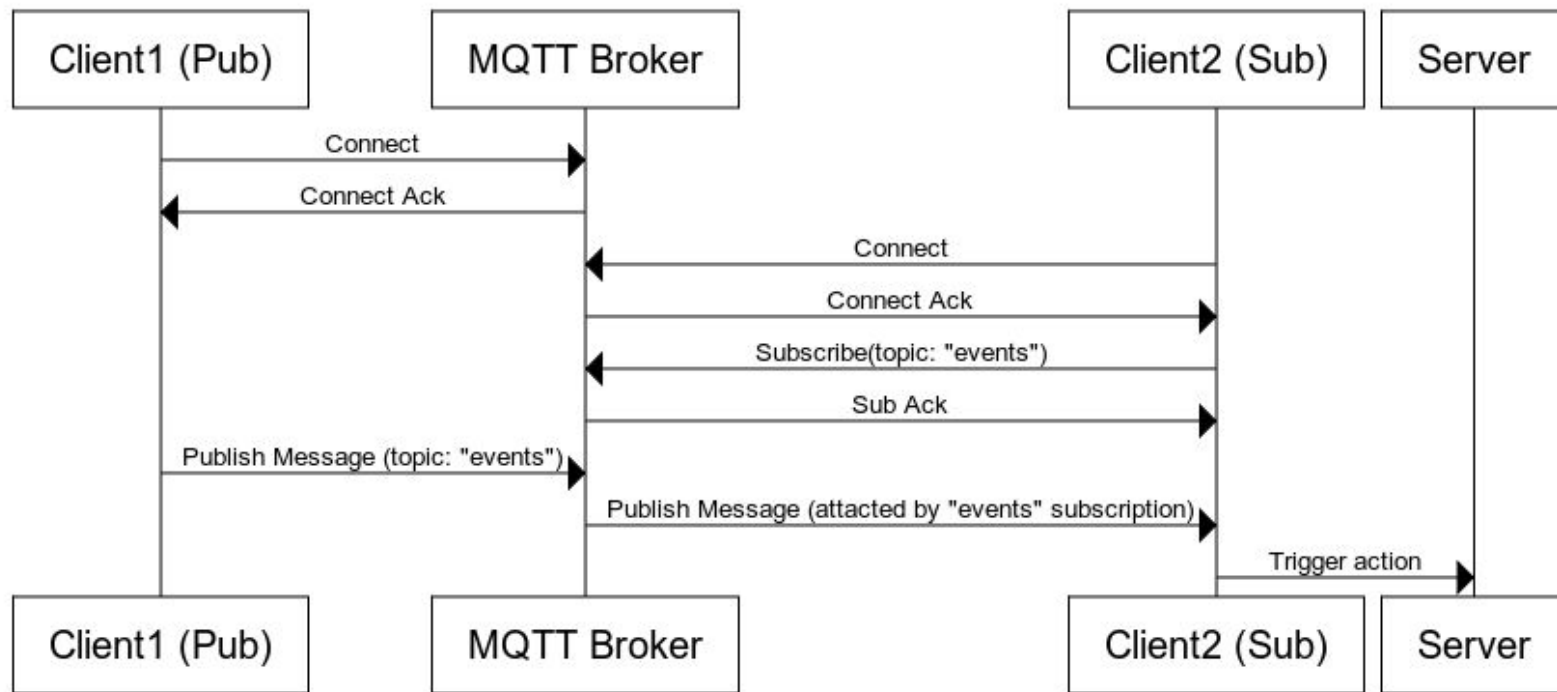 Client1 (Pub)
MQTT Broker
Client2 (Sub)
Server
Connect
Connect Ack
Connect
Connect Ack
Subscribe(topic: "events")
Sub Ack
Publish Message (topic: "events")
Publish Message (attacted by "events" subscription)
Trigger action
Client1 (Pub)
MQTT Broker
Client2 (Sub)
Server